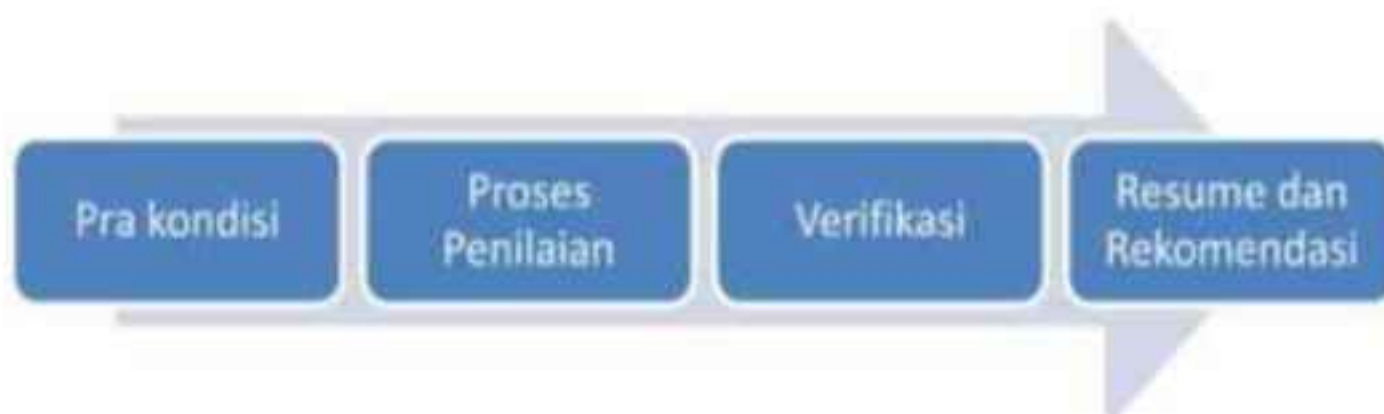 Pra kondisi
Proses
Penilaian
Verifikasi
Resume dan
Rekomendasi